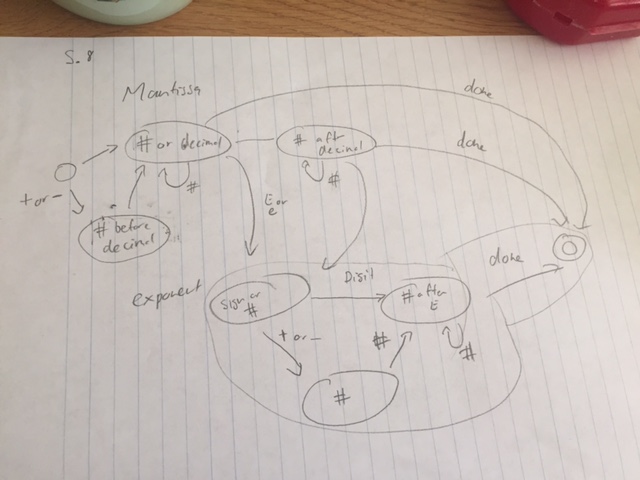 5.8
Mantissa
+ or -
# before
decimal
# or decimal
#
done
E or
e
# aft
decimal
#
done
exponent
sign or
#
+ or -
Digit
#
#
# after
E
#
done